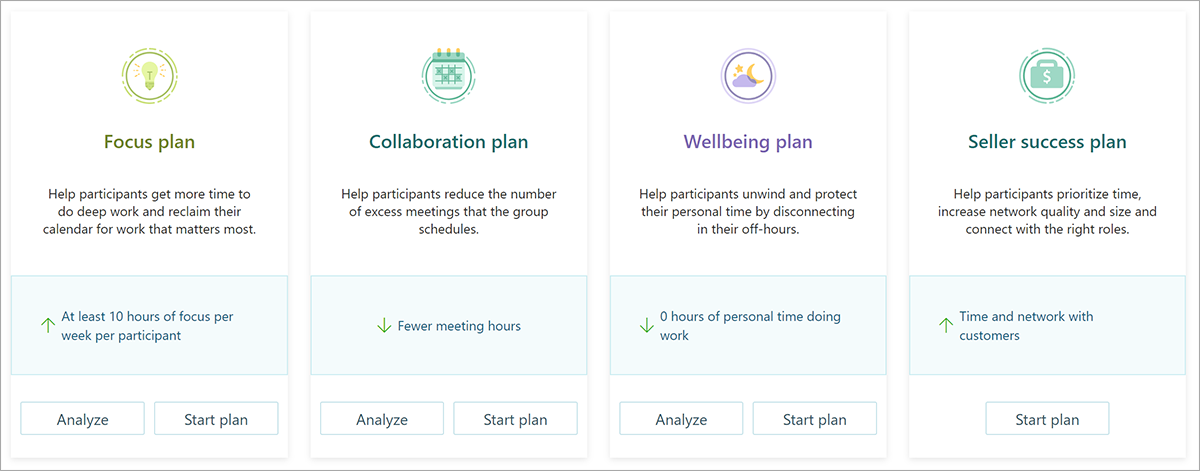 Focus plan
Help participants get more time to
do deep work and reclaim their
calendar for work that matters most.
At least 10 hours of focus per
week per participant
Analyze
Start plan
Collaboration plan
Help participants reduce the number
of excess meetings that the group
schedules.
Fewer meeting hours
Analyze
Start plan
Wellbeing plan
Help participants unwind and protect
their personal time by disconnecting
in their off-hours.
0 hours of personal time doing
work
Analyze
Start plan
$
Seller success plan
Help participants prioritize time,
increase network quality and size and
connect with the right roles.
Time and network with
customers
Start plan